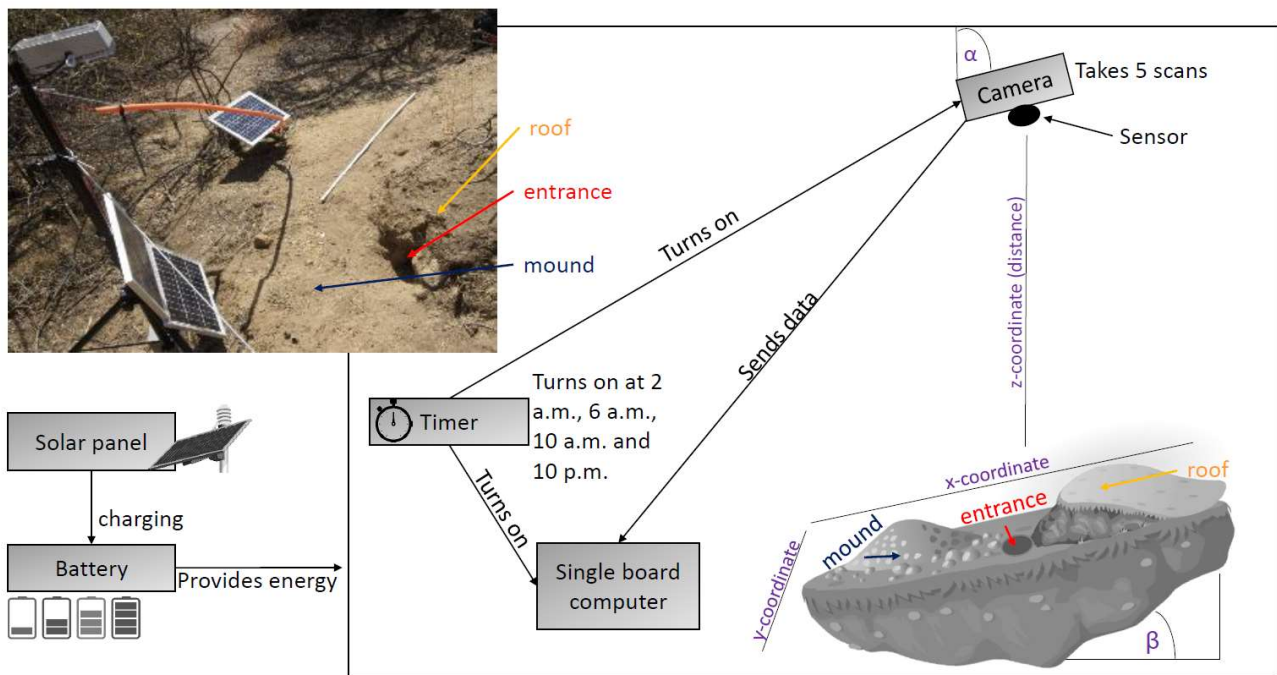 roof
entrance
mound
α
Camera
Takes 5 scans
Sensor
Turns on
Sends data
z-coordinate (distance)
Timer
Turns on at 2
a.m., 6 a.m.,
10 a.m. and
10 p.m.
Turns on
Single board
computer
Solar panel
charging
Battery
Provides energy
x-coordinate
roof
entrance
mound
y-coordinate
β